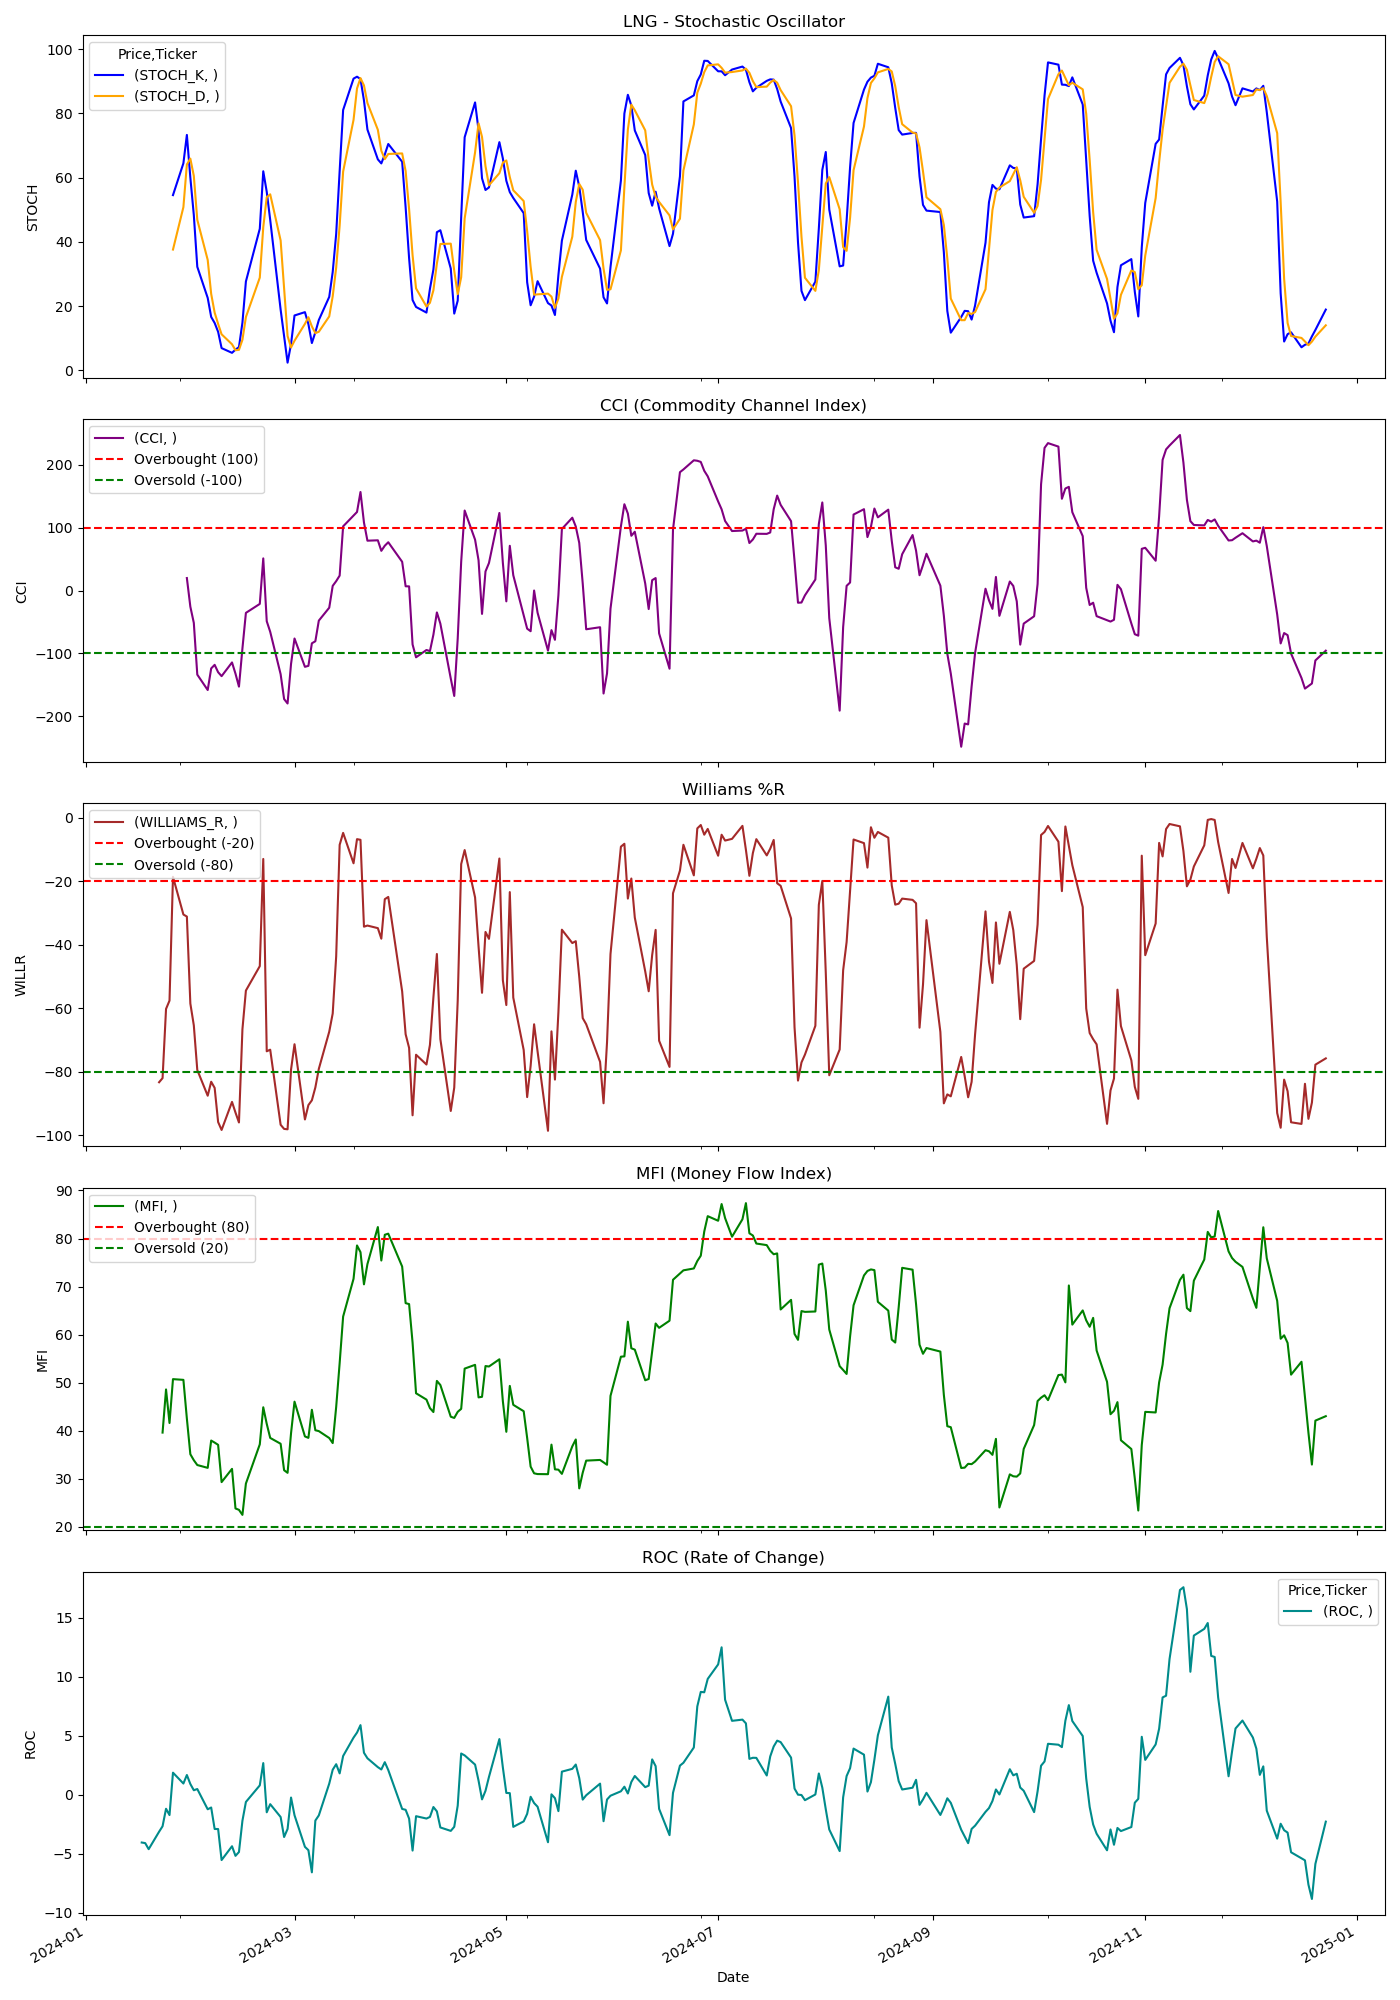 LNG - Stochastic Oscillator
Price,Ticker
(STOCH_K, )
(STOCH_D, )
100
80
60
40
20
0
STOCH
CCI (Commodity Channel Index)
(CCI, )
Overbought (100)
Oversold (-100)
200
100
0
−100
−200
CCI
Williams %R
(WILLIAMS_R, )
Overbought (-20)
Oversold (-80)
0
−20
−40
−60
−80
−100
WILLR
MFI (Money Flow Index)
(MFI, )
Overbought (80)
Oversold (20)
90
80
70
60
50
40
30
20
MFI
ROC (Rate of Change)
Price,Ticker
(ROC, )
15
10
5
0
−5
−10
ROC
2024-01
2024-03
2024-05
2024-07
2024-09
2024-11
2025-01
Date